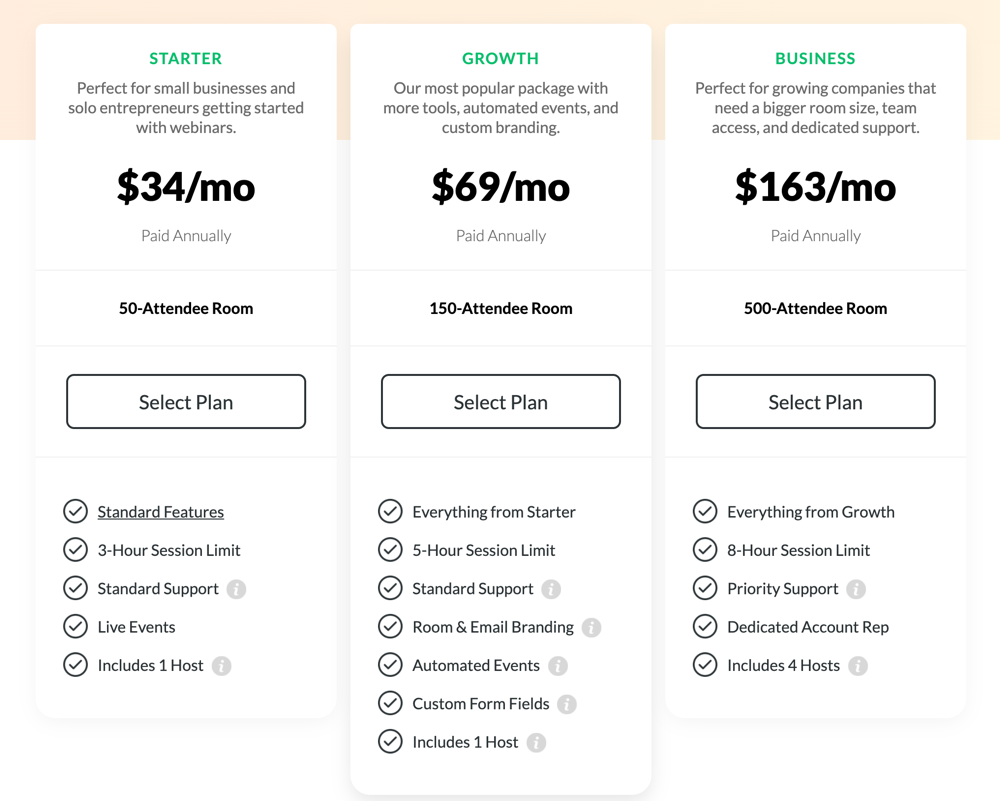 STARTER
Perfect for small businesses and
solo entrepreneurs getting started
with webinars.
$34/mo
Paid Annually
50-Attendee Room
Select Plan
Standard Features
3-Hour Session Limit
Standard Support i
Live Events
Includes 1 Host i
GROWTH
Our most popular package with
more tools, automated events, and
custom branding.
$69/mo
Paid Annually
150-Attendee Room
Select Plan
Everything from Starter
5-Hour Session Limit
Standard Support i
Room & Email Branding i
Automated Events i
Custom Form Fields i
Includes 1 Host i
BUSINESS
Perfect for growing companies that
need a bigger room size, team
access, and dedicated support.
$163/mo
Paid Annually
500-Attendee Room
Select Plan
Everything from Growth
8-Hour Session Limit
Priority Support i
Dedicated Account Rep
Includes 4 Hosts i